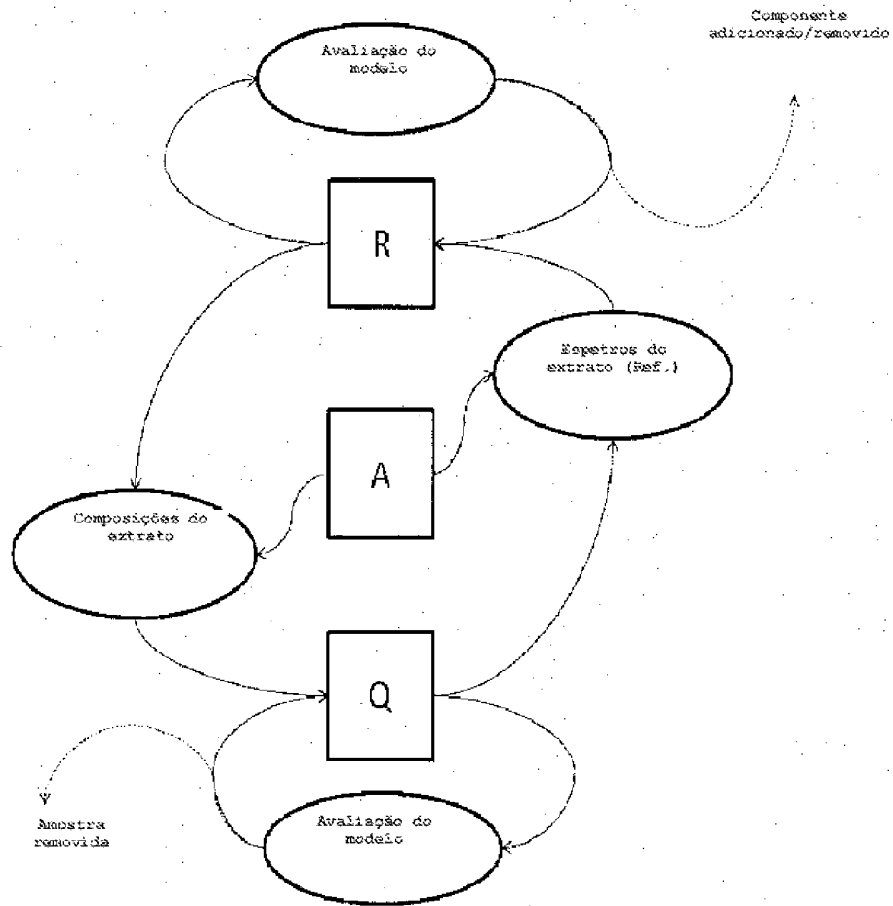 Componente
adicionado/removido
Avaliação do
modelo
R
Espetros do
extrato (Ref.)
A
Composições do
extrato
Q
Amostra
removida
Avaliação do
modelo